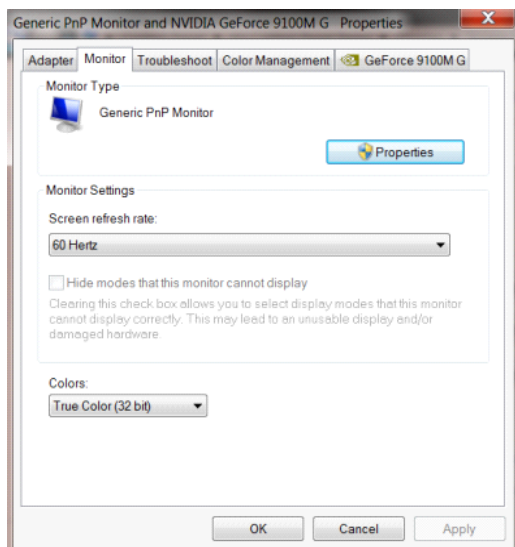 Generic PnP Monitor and NVIDIA GeForce 9100M G Properties
Adapter Monitor Troubleshoot Color Management GeForce 9100M G
Monitor Type
Generic PnP Monitor
Properties
Monitor Settings
Screen refresh rate:
60 Hertz
Hide modes that this monitor cannot display
Clearing this check box allows you to select display modes that this monitor
cannot display correctly. This may lead to an unusable display and/or
damaged hardware.
Colors:
True Color (32 bit)
OK Cancel Apply